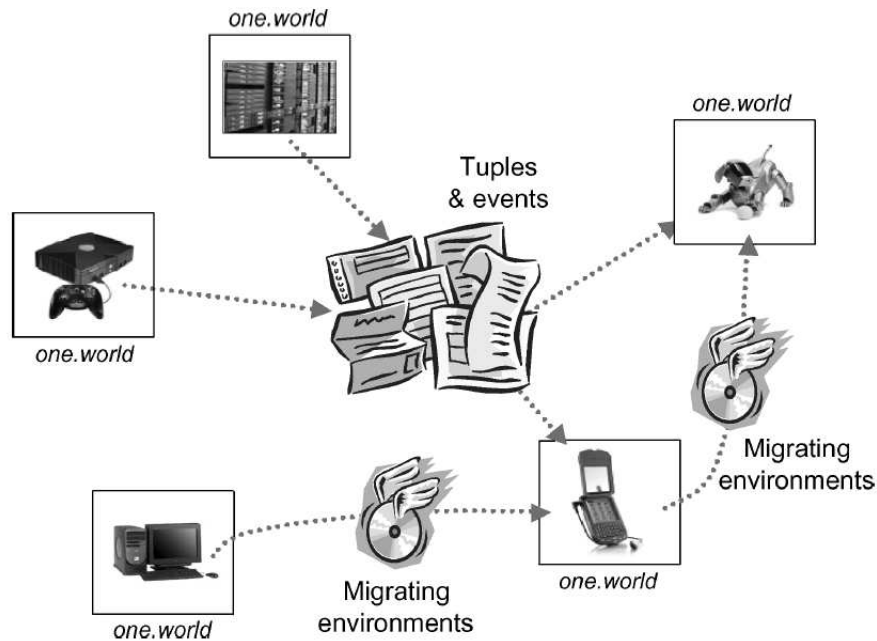 one.world
one.world
Tuples
& events
one.world
Migrating
environments
Migrating
environments
one.world
one.world